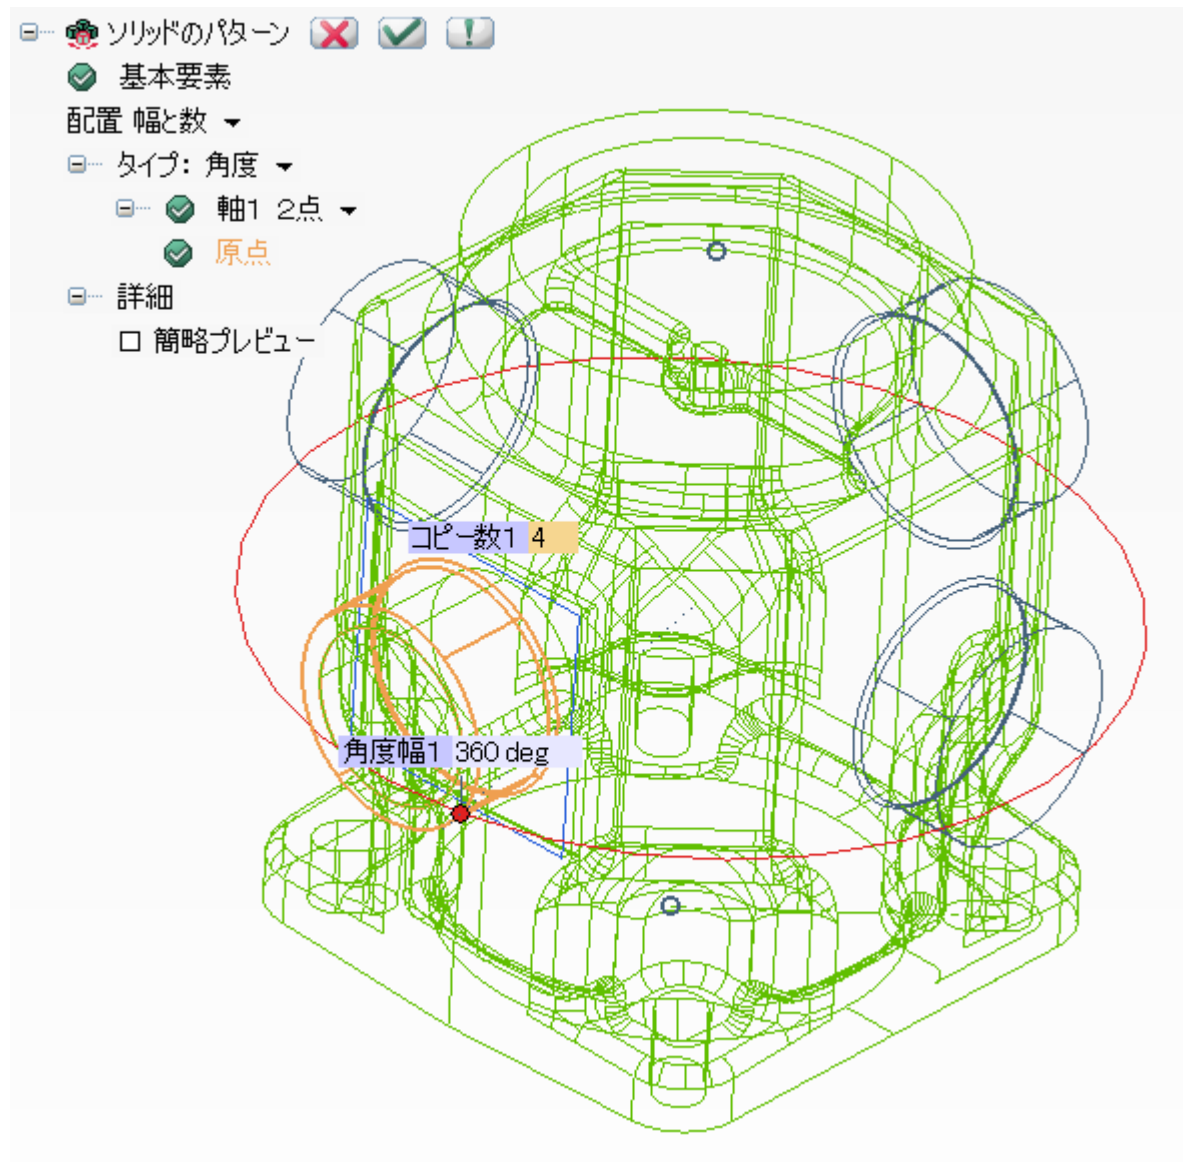 ソリッドのパターン
基本要素
配置 幅と数
タイプ: 角度
軸1 2点
原点
詳細
簡略プレビュー
コピー数1 4
角度幅1 360 deg